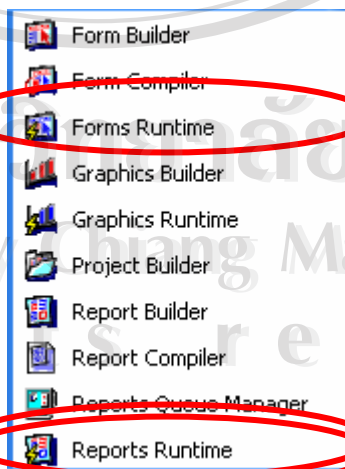 Form Builder
Form Compiler
Forms Runtime
Graphics Builder
Graphics Runtime
Project Builder
Report Builder
Report Compiler
Reports Queue Manager
Reports Runtime